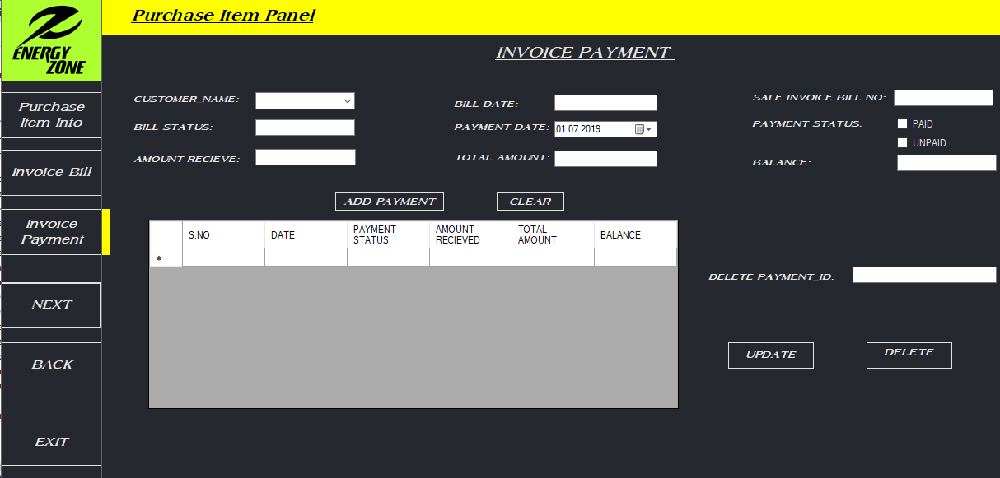 Purchase Item Panel
ENERGY
ZONE
INVOICE PAYMENT
Purchase
Item Info
Invoice Bill
Invoice
Payment
NEXT
BACK
EXIT
CUSTOMER_NAME:
BILL DATE:
SALE INVOICE BILL NO:
BILL STATUS:
PAYMENT DATE: 01.07.2019
PAYMENT STATUS:
PAID
UNPAID
AMOUNT RECIEVE:
TOTAL AMOUNT:
BALANCE:
ADD PAYMENT
CLEAR
S.NO
DATE
PAYMENT
STATUS
AMOUNT
RECIEVED
TOTAL
AMOUNT
BALANCE
DELETE PAYMENT_ID:
UPDATE
DELETE